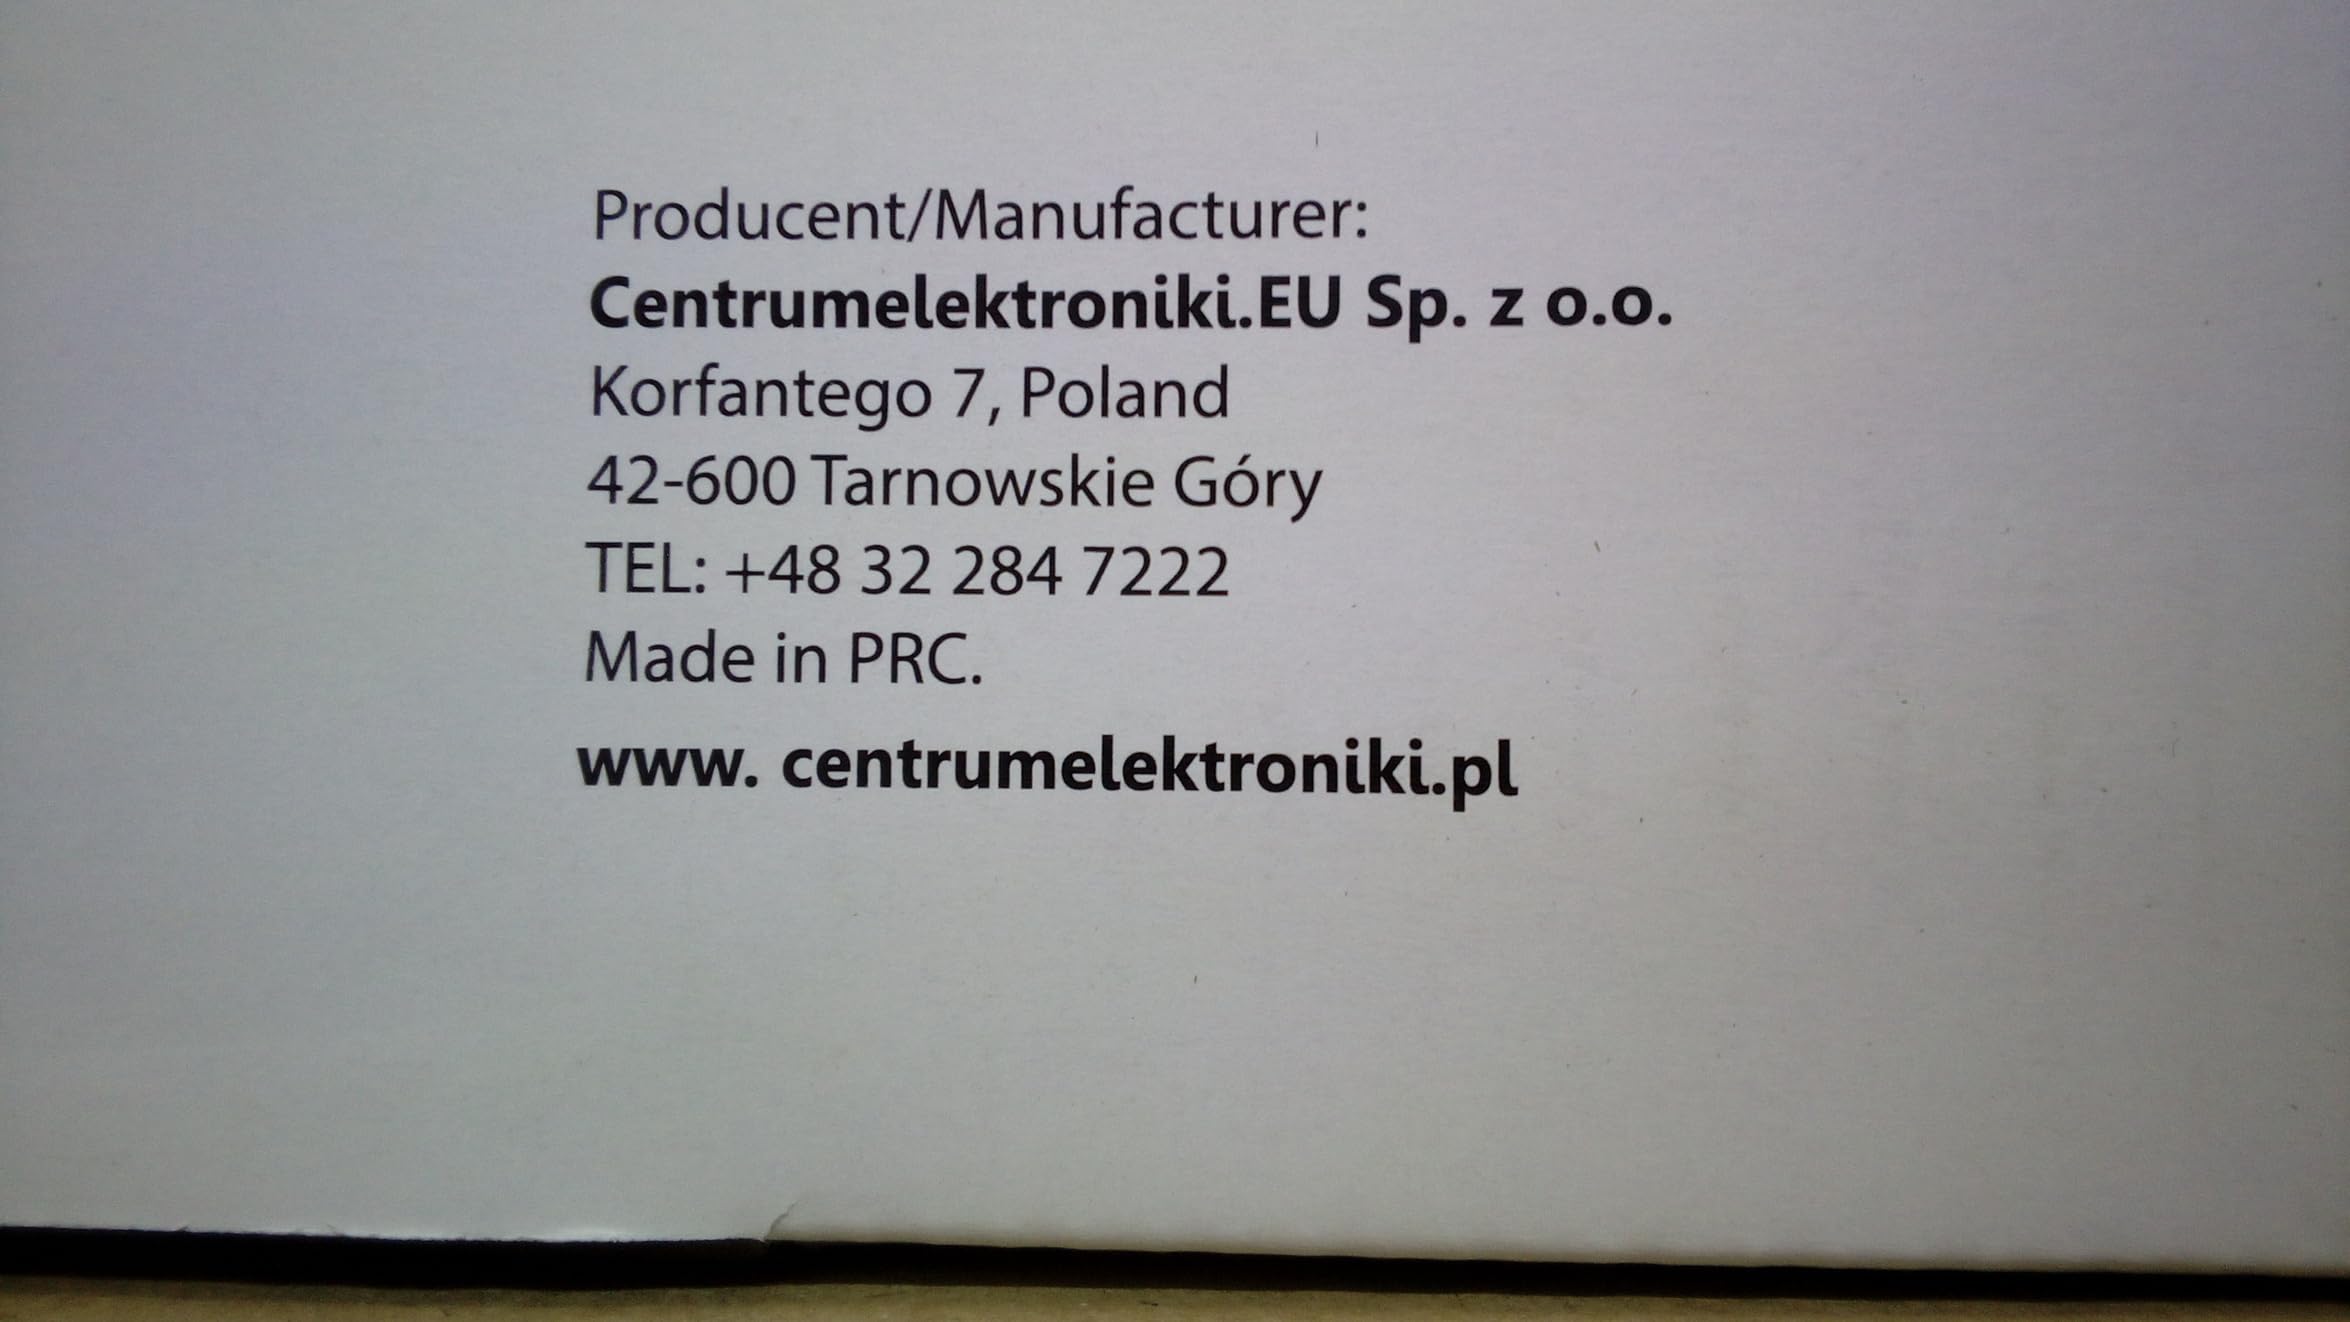 Producent/Manufacturer:
Centrumelektroniki.EU Sp. z o.o.
Korfantego 7, Poland
42-600 Tarnowskie Góry
TEL: +48 32 284 7222
Made in PRC.
www. centrumelektroniki.pl